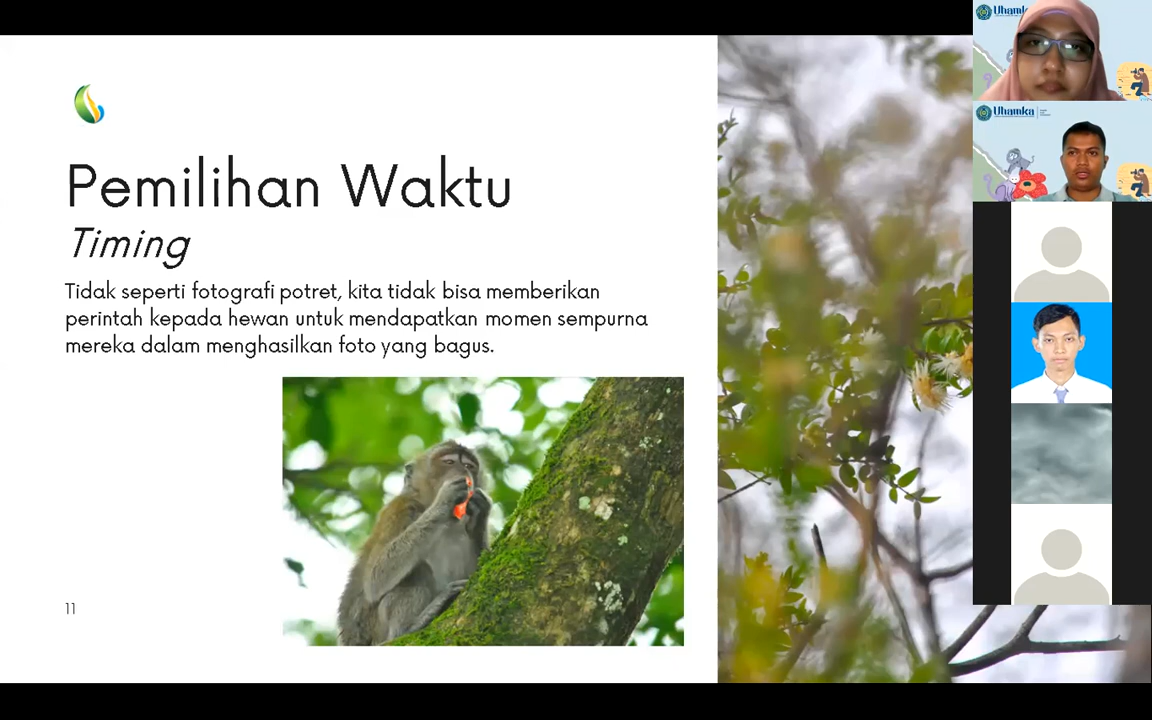 Pemilihan Waktu
Timing
Tidak seperti fotografi potret, kita tidak bisa memberikan
perintah kepada hewan untuk mendapatkan momen sempurna
mereka dalam menghasilkan foto yang bagus.
11
Uhamka